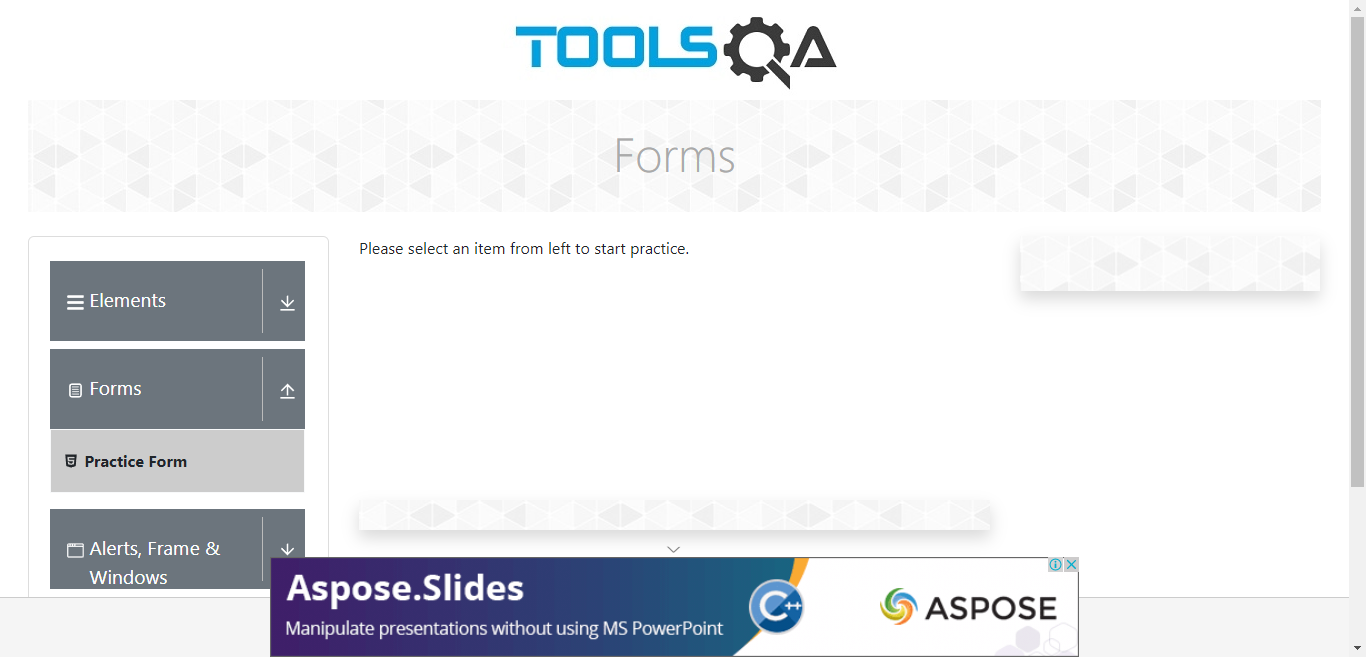 TOOLSQA
Forms
Elements
Please select an item from left to start practice.
Forms
Practice Form
Alerts, Frame &
Windows
Aspose.Slides
Manipulate presentations without using MS PowerPoint
C++
ASPOSE